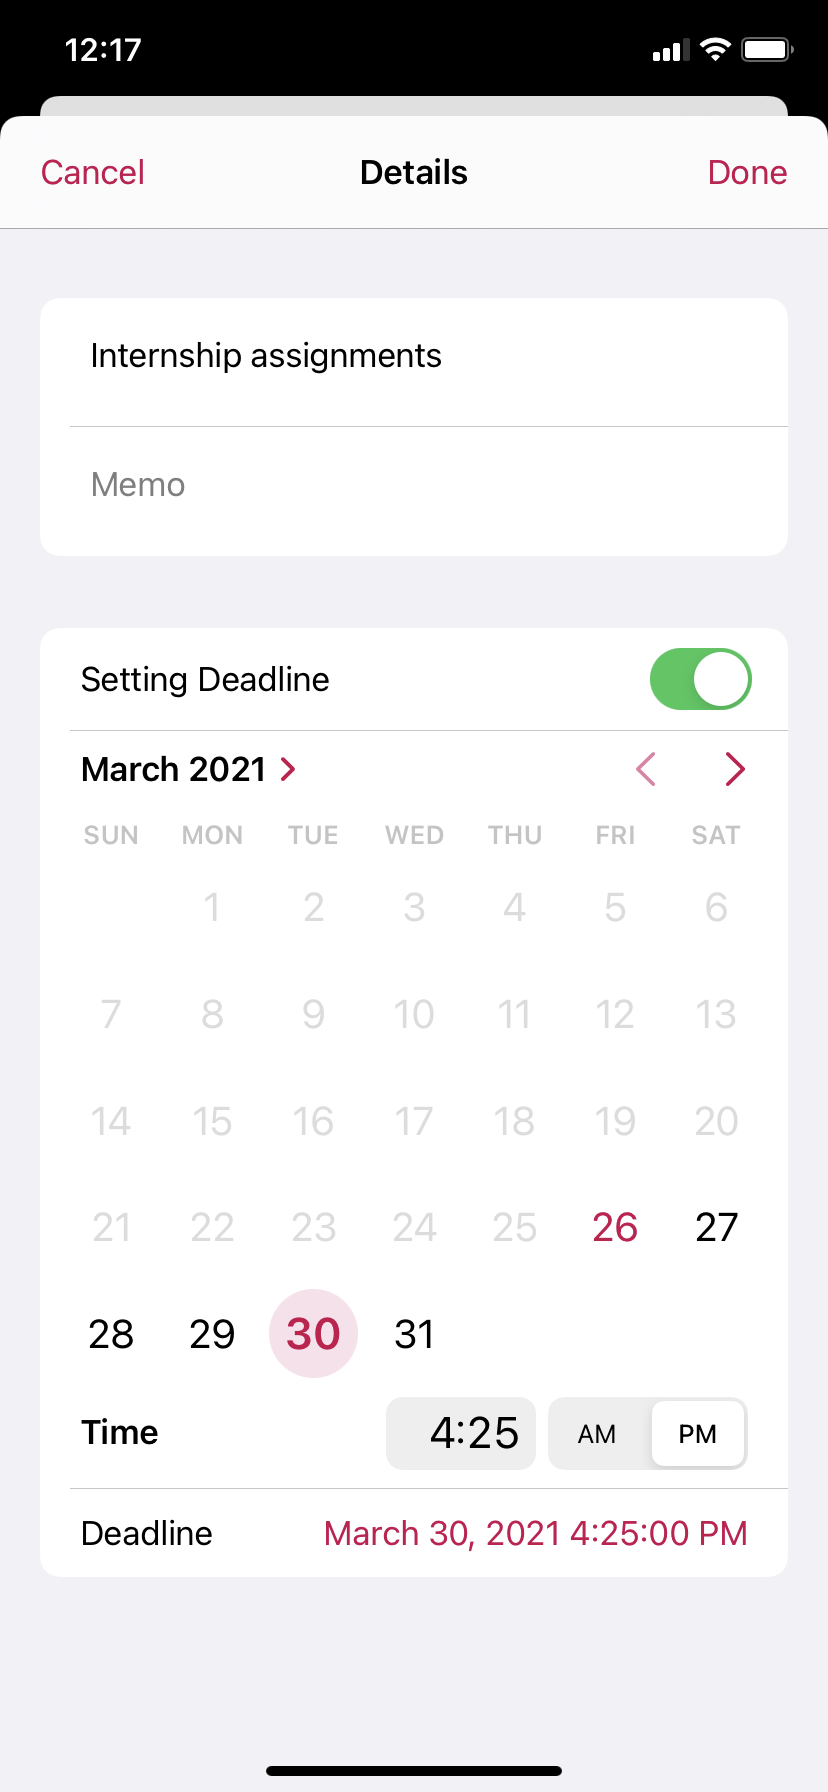 12:17
Cancel Details Done
Internship assignments
Memo
Setting Deadline
March 2021
SUN MON TUE WED THU FRI SAT
1 2 3 4 5 6
7 8 9 10 11 12 13
14 15 16 17 18 19 20
21 22 23 24 25 26 27
28 29 30 31
Time 4:25 AM PM
Deadline March 30, 2021 4:25:00 PM